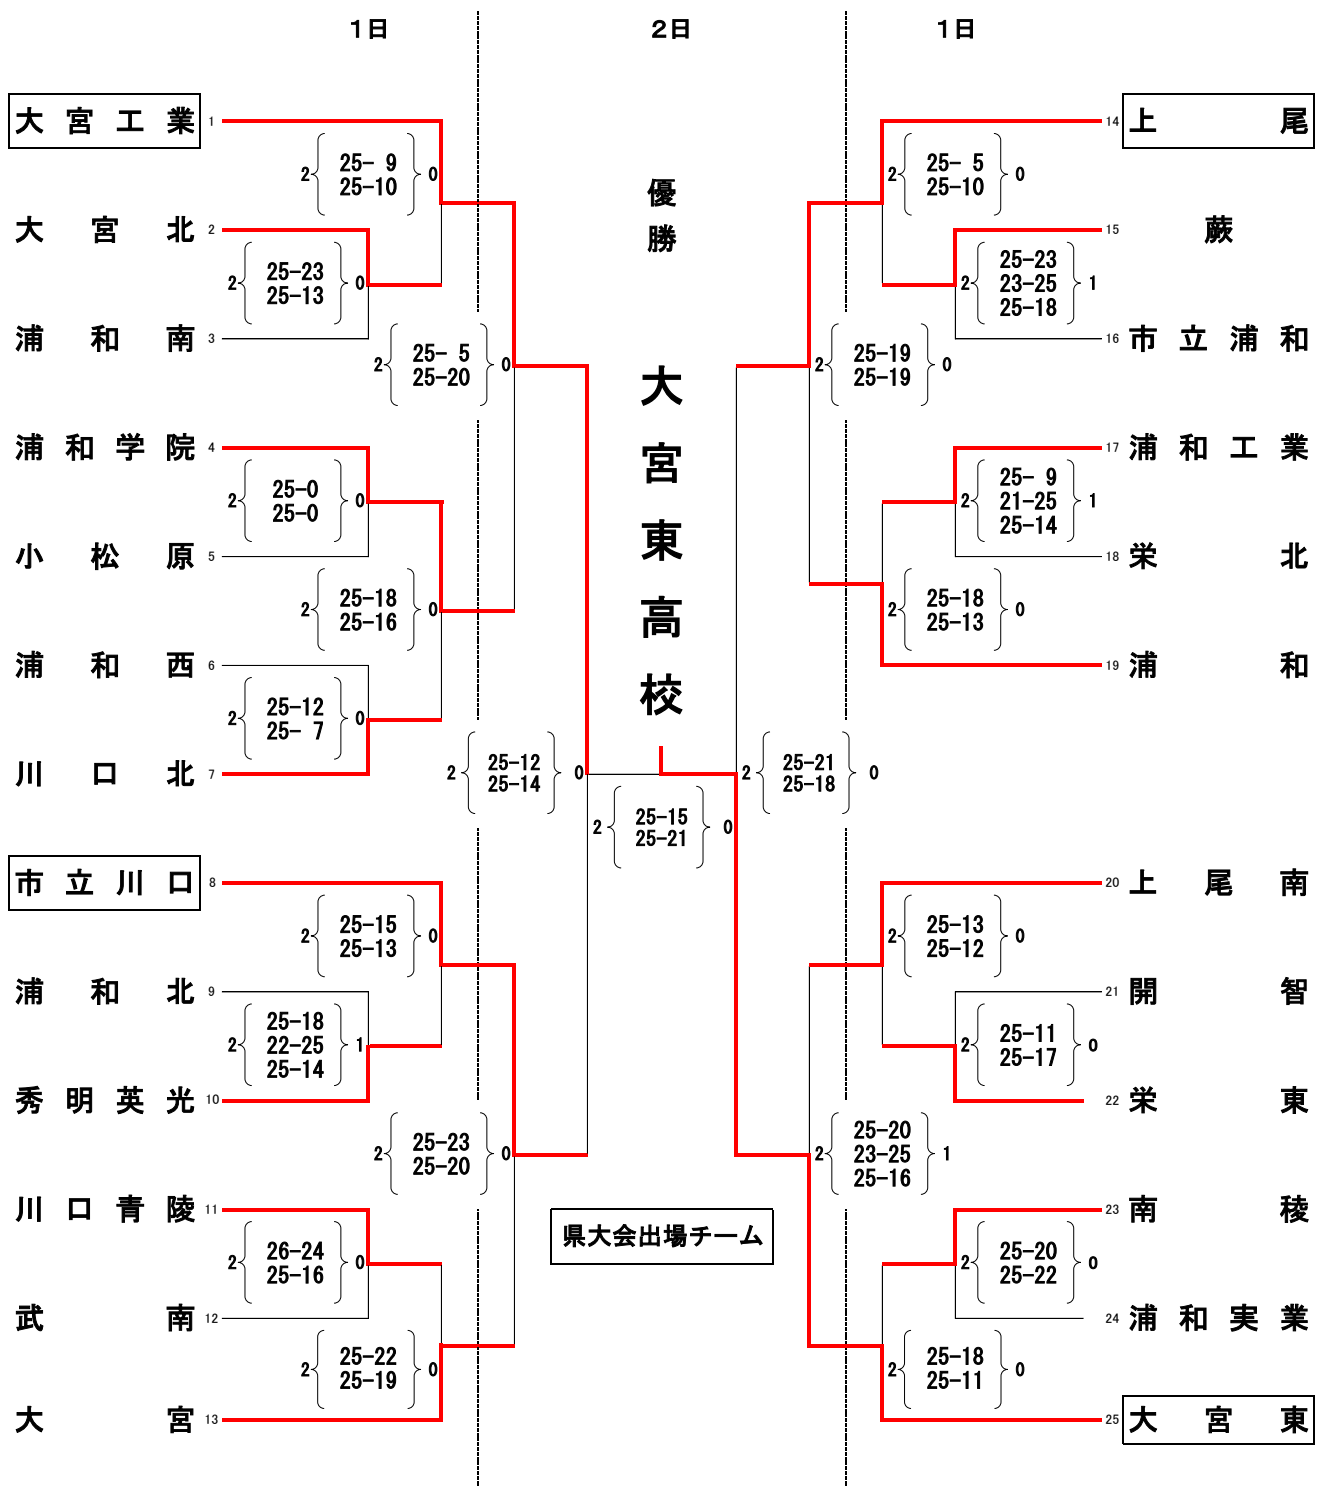 1日 2日 1日
大宮工業 1
2 25- 9 0
25-10
大宮北 2
2 25-23 0
25-13
浦和南 3
2 25- 5 0
25-20
浦和学院 4
2 25-0 0
25-0
小松原 5
2 25-18 0
25-16
浦和西 6
2 25-12 0
25- 7
川口北 7
2 25-12 0
25-14
市立川口 8
2 25-15 0
25-13
浦和北 9
2 25-18 1
22-25
25-14
秀明英光 10
2 25-23 0
25-20
川口青陵 11
2 26-24 0
25-16
武南 12
2 25-22 0
25-19
大宮 13
優勝
大宮東高校
2 25-15 0
25-21
県大会出場チーム
14 上尾
2 25- 5 0
25-10
15 蕨
2 25-23 1
23-25
25-18
16 市立浦和
2 25-19 0
25-19
17 浦和工業
2 25- 9 1
21-25
25-14
18 栄北
2 25-18 0
25-13
19 浦和
2 25-21 0
25-18
20 上尾南
2 25-13 0
25-12
21 開智
2 25-11 0
25-17
22 栄東
2 25-20 1
23-25
25-16
23 南稜
2 25-20 0
25-22
24 浦和実業
2 25-18 0
25-11
25 大宮東